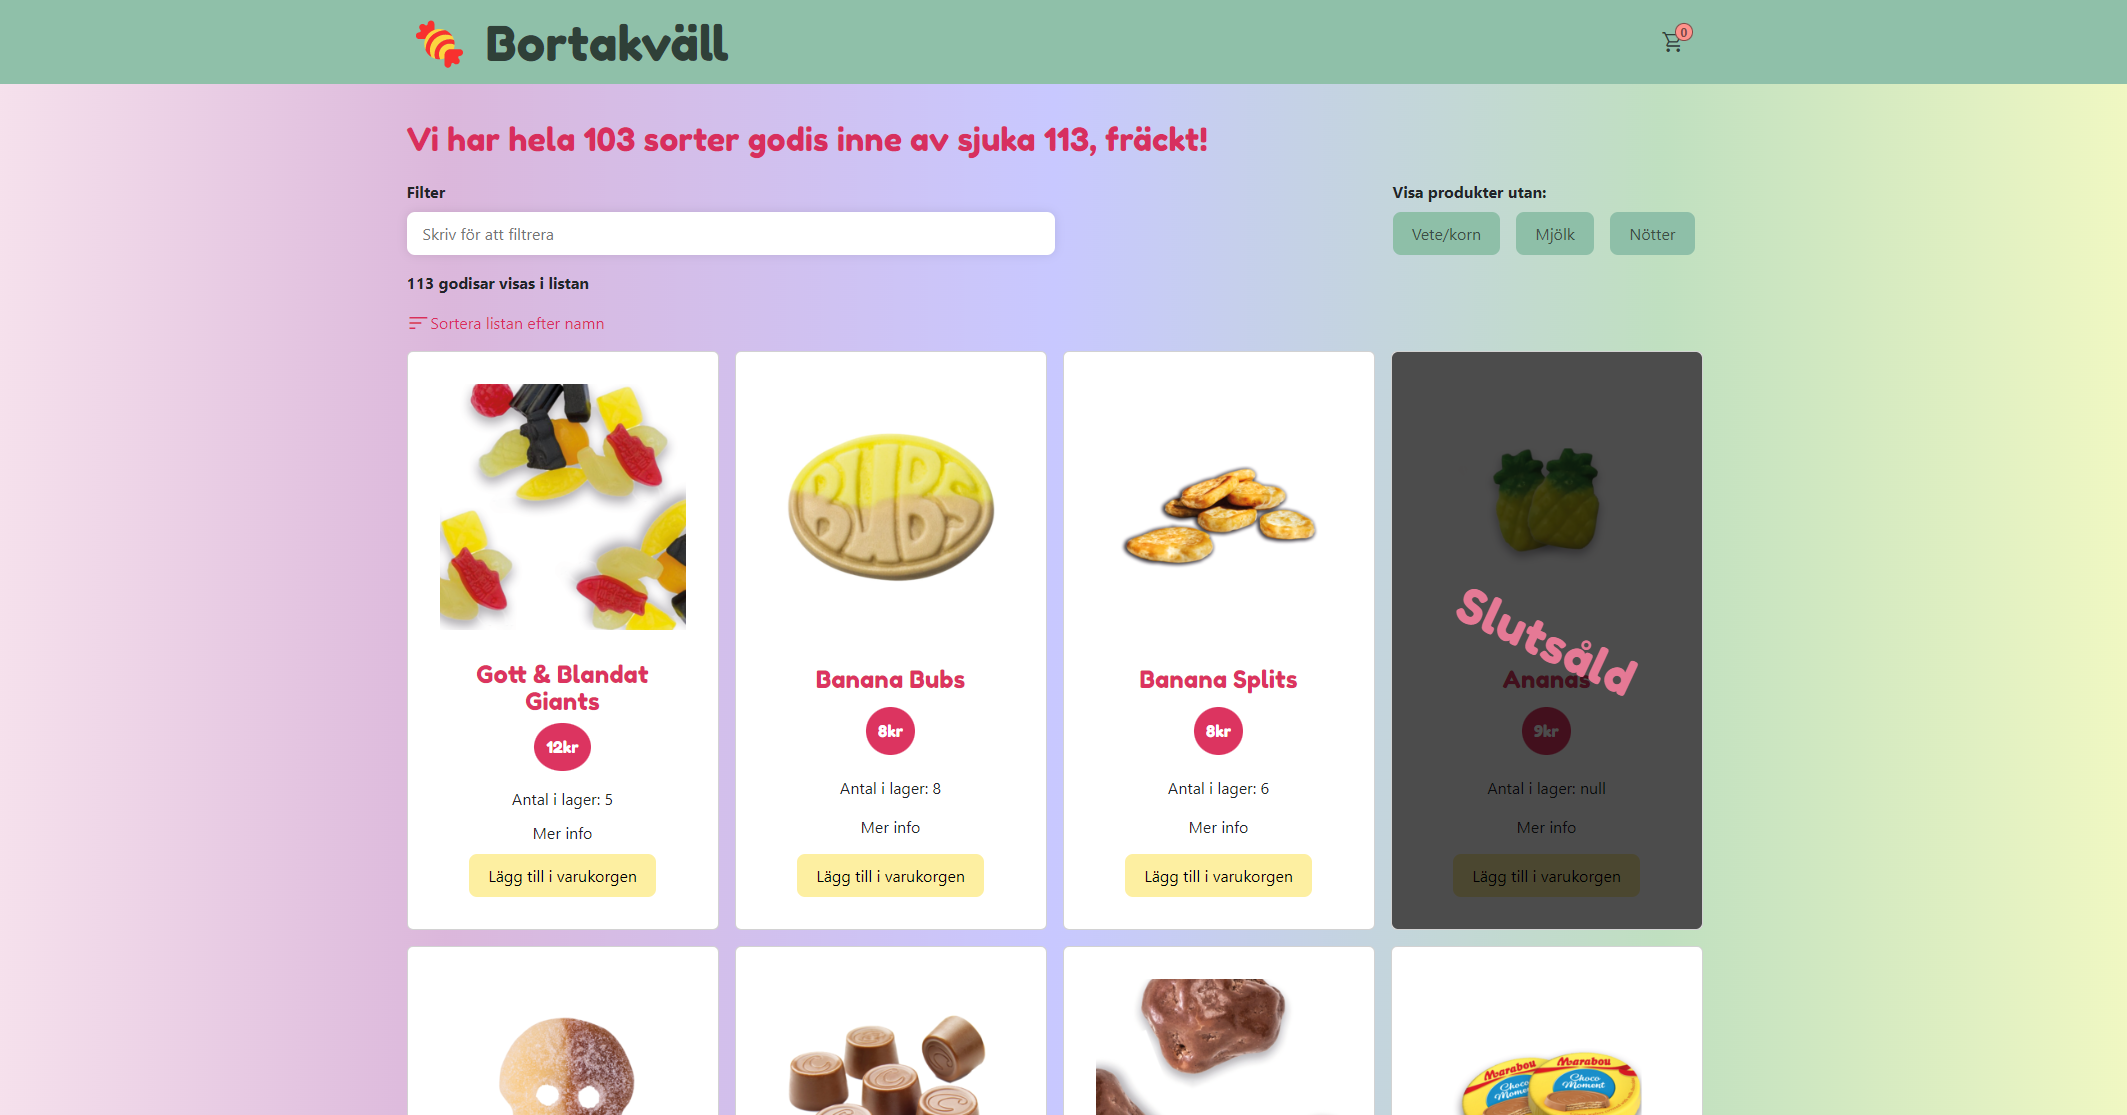 Bortakväll
0
Vi har hela 103 sorter godis inne av sjuka 113, fräckt!
Filter
Visa produkter utan:
Skriv för att filtrera
Vete/korn
Mjölk
Nötter
113 godisar visas i listan
Sortera listan efter namn
Gott & Blandat
Giants
12kr
Antal i lager: 5
Mer info
Lägg till i varukorgen
BUBS
BUBS
Banana Bubs
8kr
Antal i lager: 8
Mer info
Lägg till i varukorgen
Banana Splits
8kr
Antal i lager: 6
Mer info
Lägg till i varukorgen
Slutsåld
Ananas
9kr
Antal i lager: null
Mer info
Lägg till i varukorgen
Marabou
Choco
Marabou
Choco
Moment